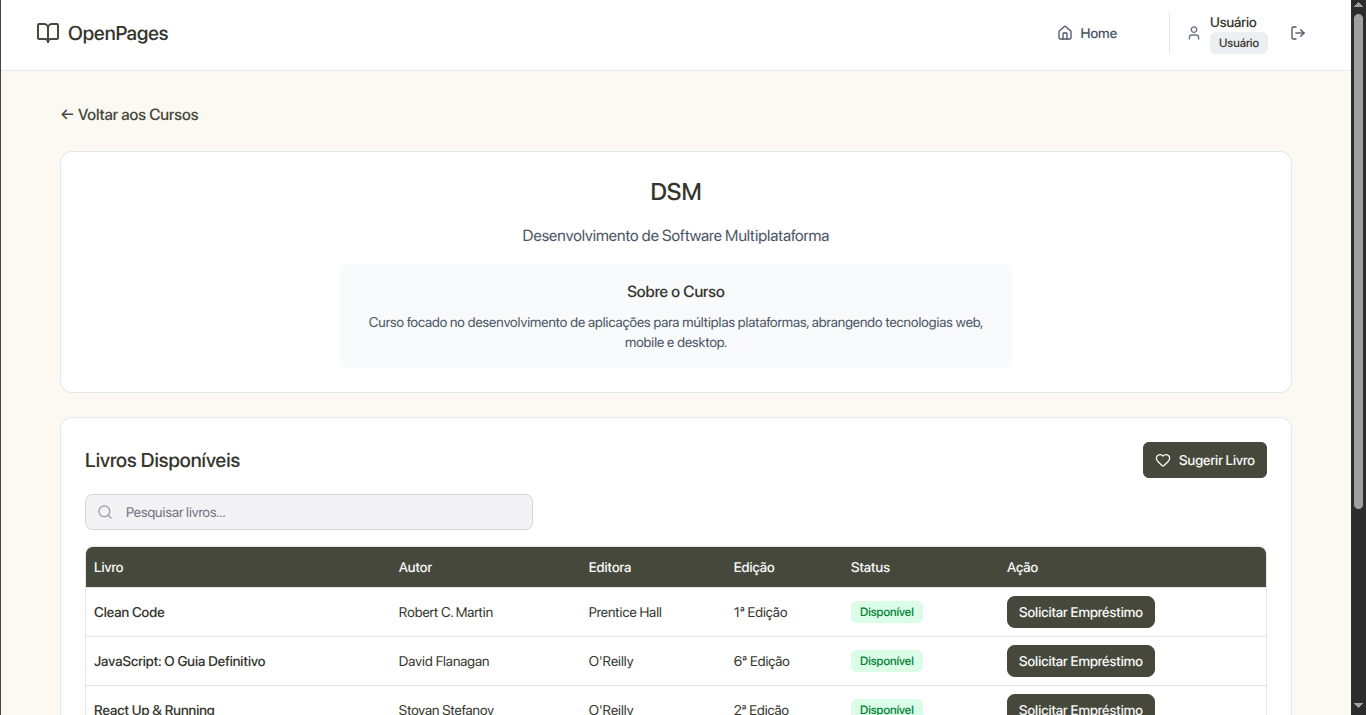 OpenPages
Home
Usuário
Usuário
Voltar aos Cursos
DSM
Desenvolvimento de Software Multiplataforma
Sobre o Curso
Curso focado no desenvolvimento de aplicações para múltiplas plataformas, abrangendo tecnologias web,
mobile e desktop.
Livros Disponíveis
Sugerir Livro
Pesquisar livros...
Livro Autor Editora Edição Status Ação
Clean Code Robert C. Martin Prentice Hall 1ª Edição Disponível Solicitar Empréstimo
JavaScript: O Guia Definitivo David Flanagan O'Reilly 6ª Edição Disponível Solicitar Empréstimo
React Up & Running Stoyan Stefanov O'Reilly 2ª Edição Disponível Solicitar Empréstimo